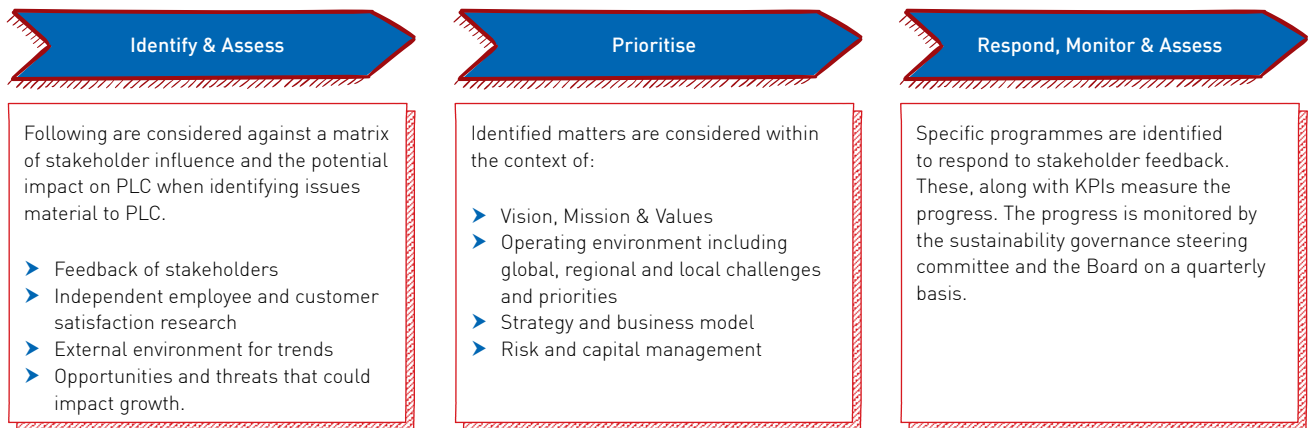 Identify & Assess
Following are considered against a matrix
of stakeholder influence and the potential
impact on PLC when identifying issues
material to PLC.
Feedback of stakeholders
Independent employee and customer
satisfaction research
External environment for trends
Opportunities and threats that could
impact growth.
Prioritise
Identified matters are considered within
the context of:
Vision, Mission & Values
Operating environment including
global, regional and local challenges
and priorities
Strategy and business model
Risk and capital management
Respond, Monitor & Assess
Specific programmes are identified
to respond to stakeholder feedback.
These, along with KPIs measure the
progress. The progress is monitored by
the sustainability governance steering
committee and the Board on a quarterly
basis.